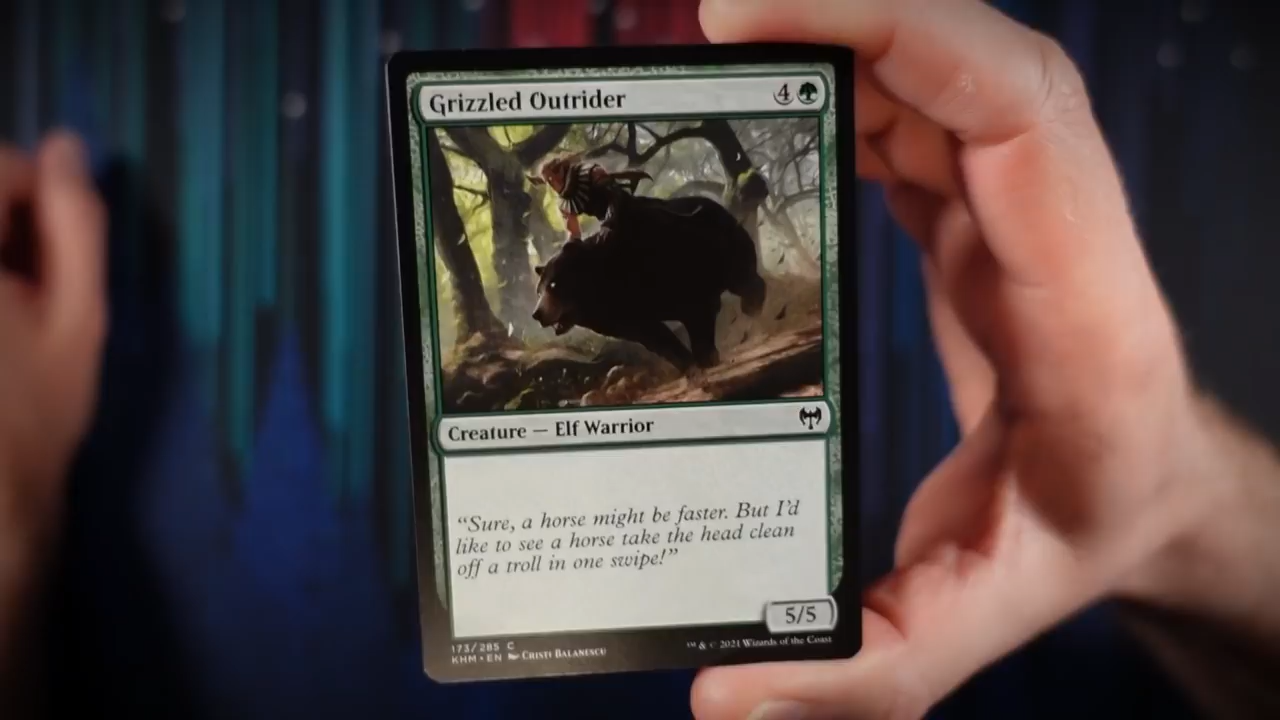 Grizzled Outrider 4
Creature — Elf Warrior
“Sure, a horse might be faster. But I’d
like to see a horse take the head clean
off a troll in one swipe!”
5/5
173/285 C
KHM • EN Cristi Balanescu
™ & © 2021 Wizards of the Coast